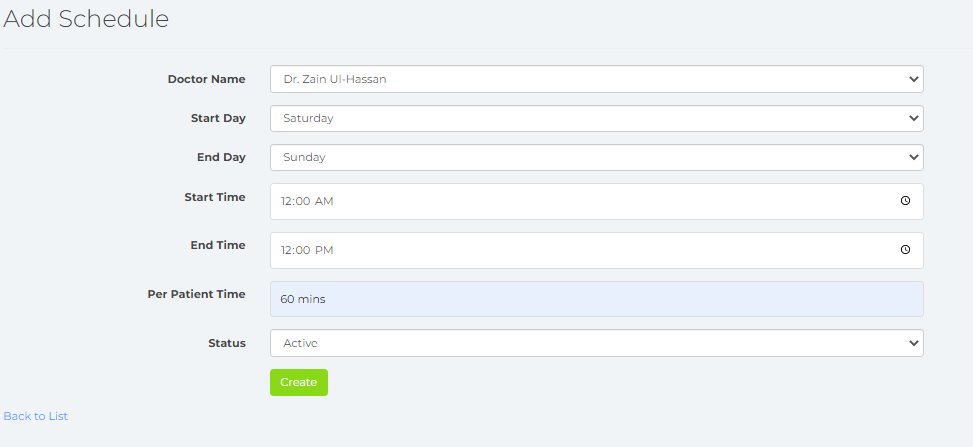 Add Schedule
Doctor Name Dr. Zain Ul-Hassan
Start Day Saturday
End Day Sunday
Start Time 12:00 AM
End Time 12:00 PM
Per Patient Time 60 mins
Status Active
Create
Back to List